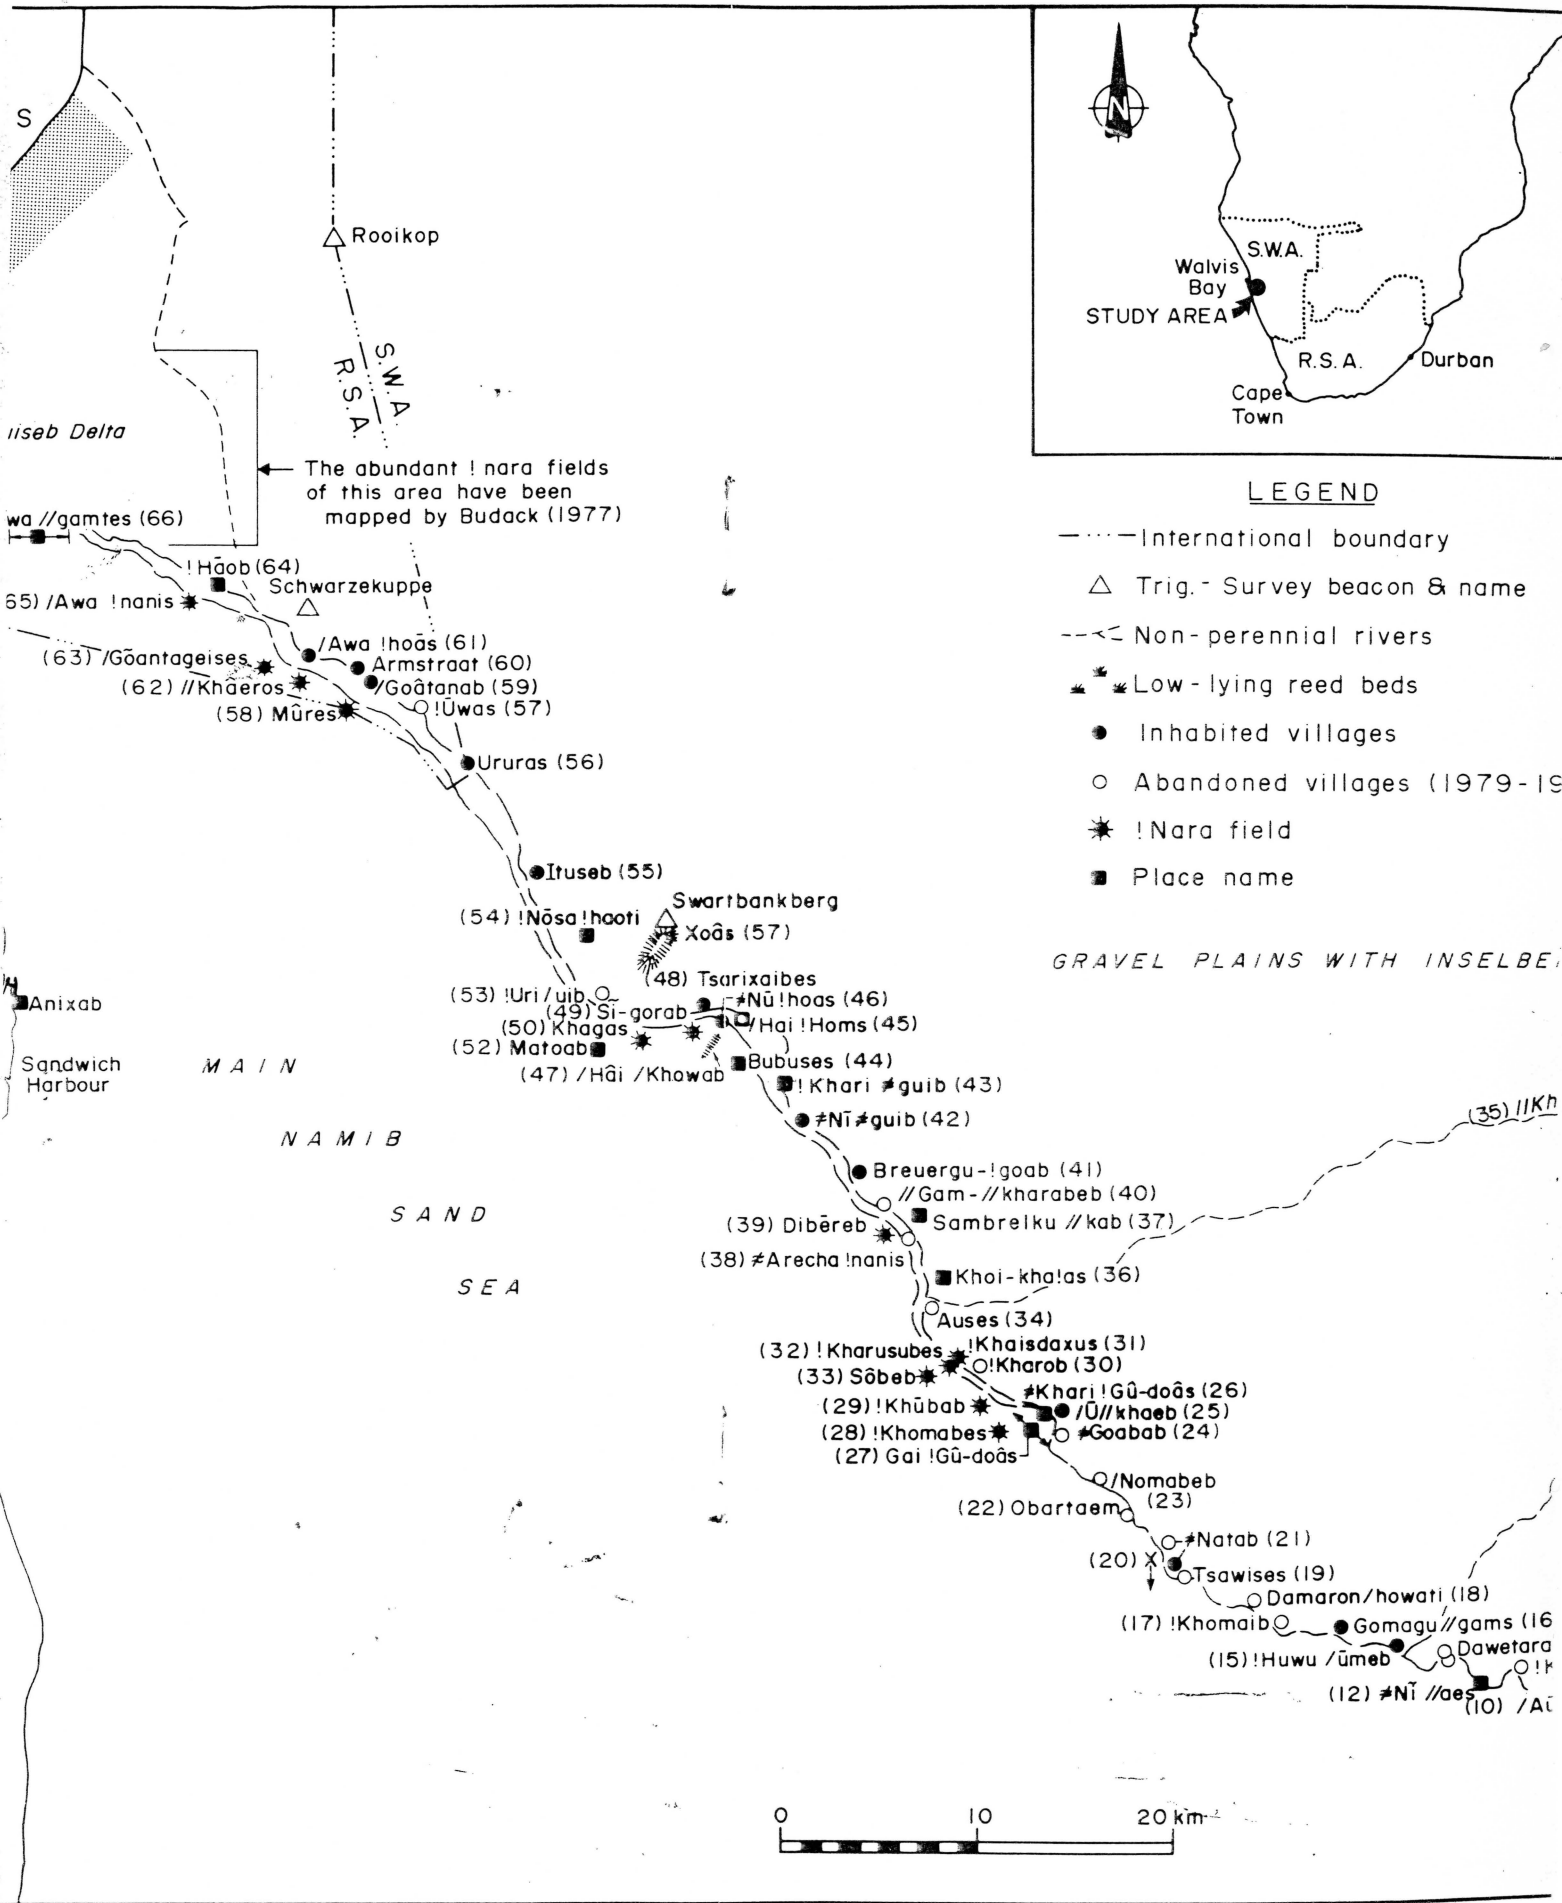 S
Rooikop
S.W.A.
R.S.A.
N
S.W.A.
Walvis
Bay
STUDY AREA
R.S.A.
Durban
Cape
Town
iiseb Delta
The abundant !nara fields
of this area have been
mapped by Budack (1977)
LEGEND
International boundary
Trig.- Survey beacon & name
Non-perennial rivers
Low-lying reed beds
Inhabited villages
Abandoned villages (1979-19
!Nara field
Place name
wa //gamtes (66)
!Hāob (64)
Schwarzekuppe
65) /Awa !nanis
/Awa !hoās (61)
(63) /Gōantageises
Armstraat (60)
(62) //Khaeros
/Goâtanab (59)
(58) Mûres
!Ūwas (57)
Ururas (56)
Ituseb (55)
Swartbankberg
(54) !Nōsa !haoti
Xoâs (57)
GRAVEL PLAINS WITH INSELBE
(48) Tsarixaibes
(53) !Uri/uib
≠Nū!hoas (46)
Anixab
(49) Si-gorab
(50) Khagas
/Hai !Homs (45)
(52) Matoab
Bubuses (44)
Sandwich
Harbour
(47) /Hâi /Khowab
!Khari ≠guib (43)
MAIN
NAMIB
SAND
SEA
≠Nī≠guib (42)
(35) //Kh
Breuergu-!goab (41)
//Gam-//kharabeb (40)
(39) Dibēreb
Sambrelku //kab (37)
(38) ≠Arecha !nanis
Khoi-kha!as (36)
Auses (34)
(32) !Kharusubes
!Khaisdaxus (31)
(33) Sôbeb
!Kharob (30)
≠Khari !Gû-doâs (26)
(29) !Khūbab
/Ū//khaeb (25)
(28) !Khomabes
≠Goabab (24)
(27) Gai !Gû-doâs
/Nomabeb
(23)
(22) Obartaem
≠Natab (21)
(20) X
Tsawises (19)
Damaron/howati (18)
(17) !Khomaib
Gomagu//gams (16
(15) !Huwu /ūmeb
Dawetara
!K
(12) ≠Nī //aes
(10) /Aū
0 10 20 km